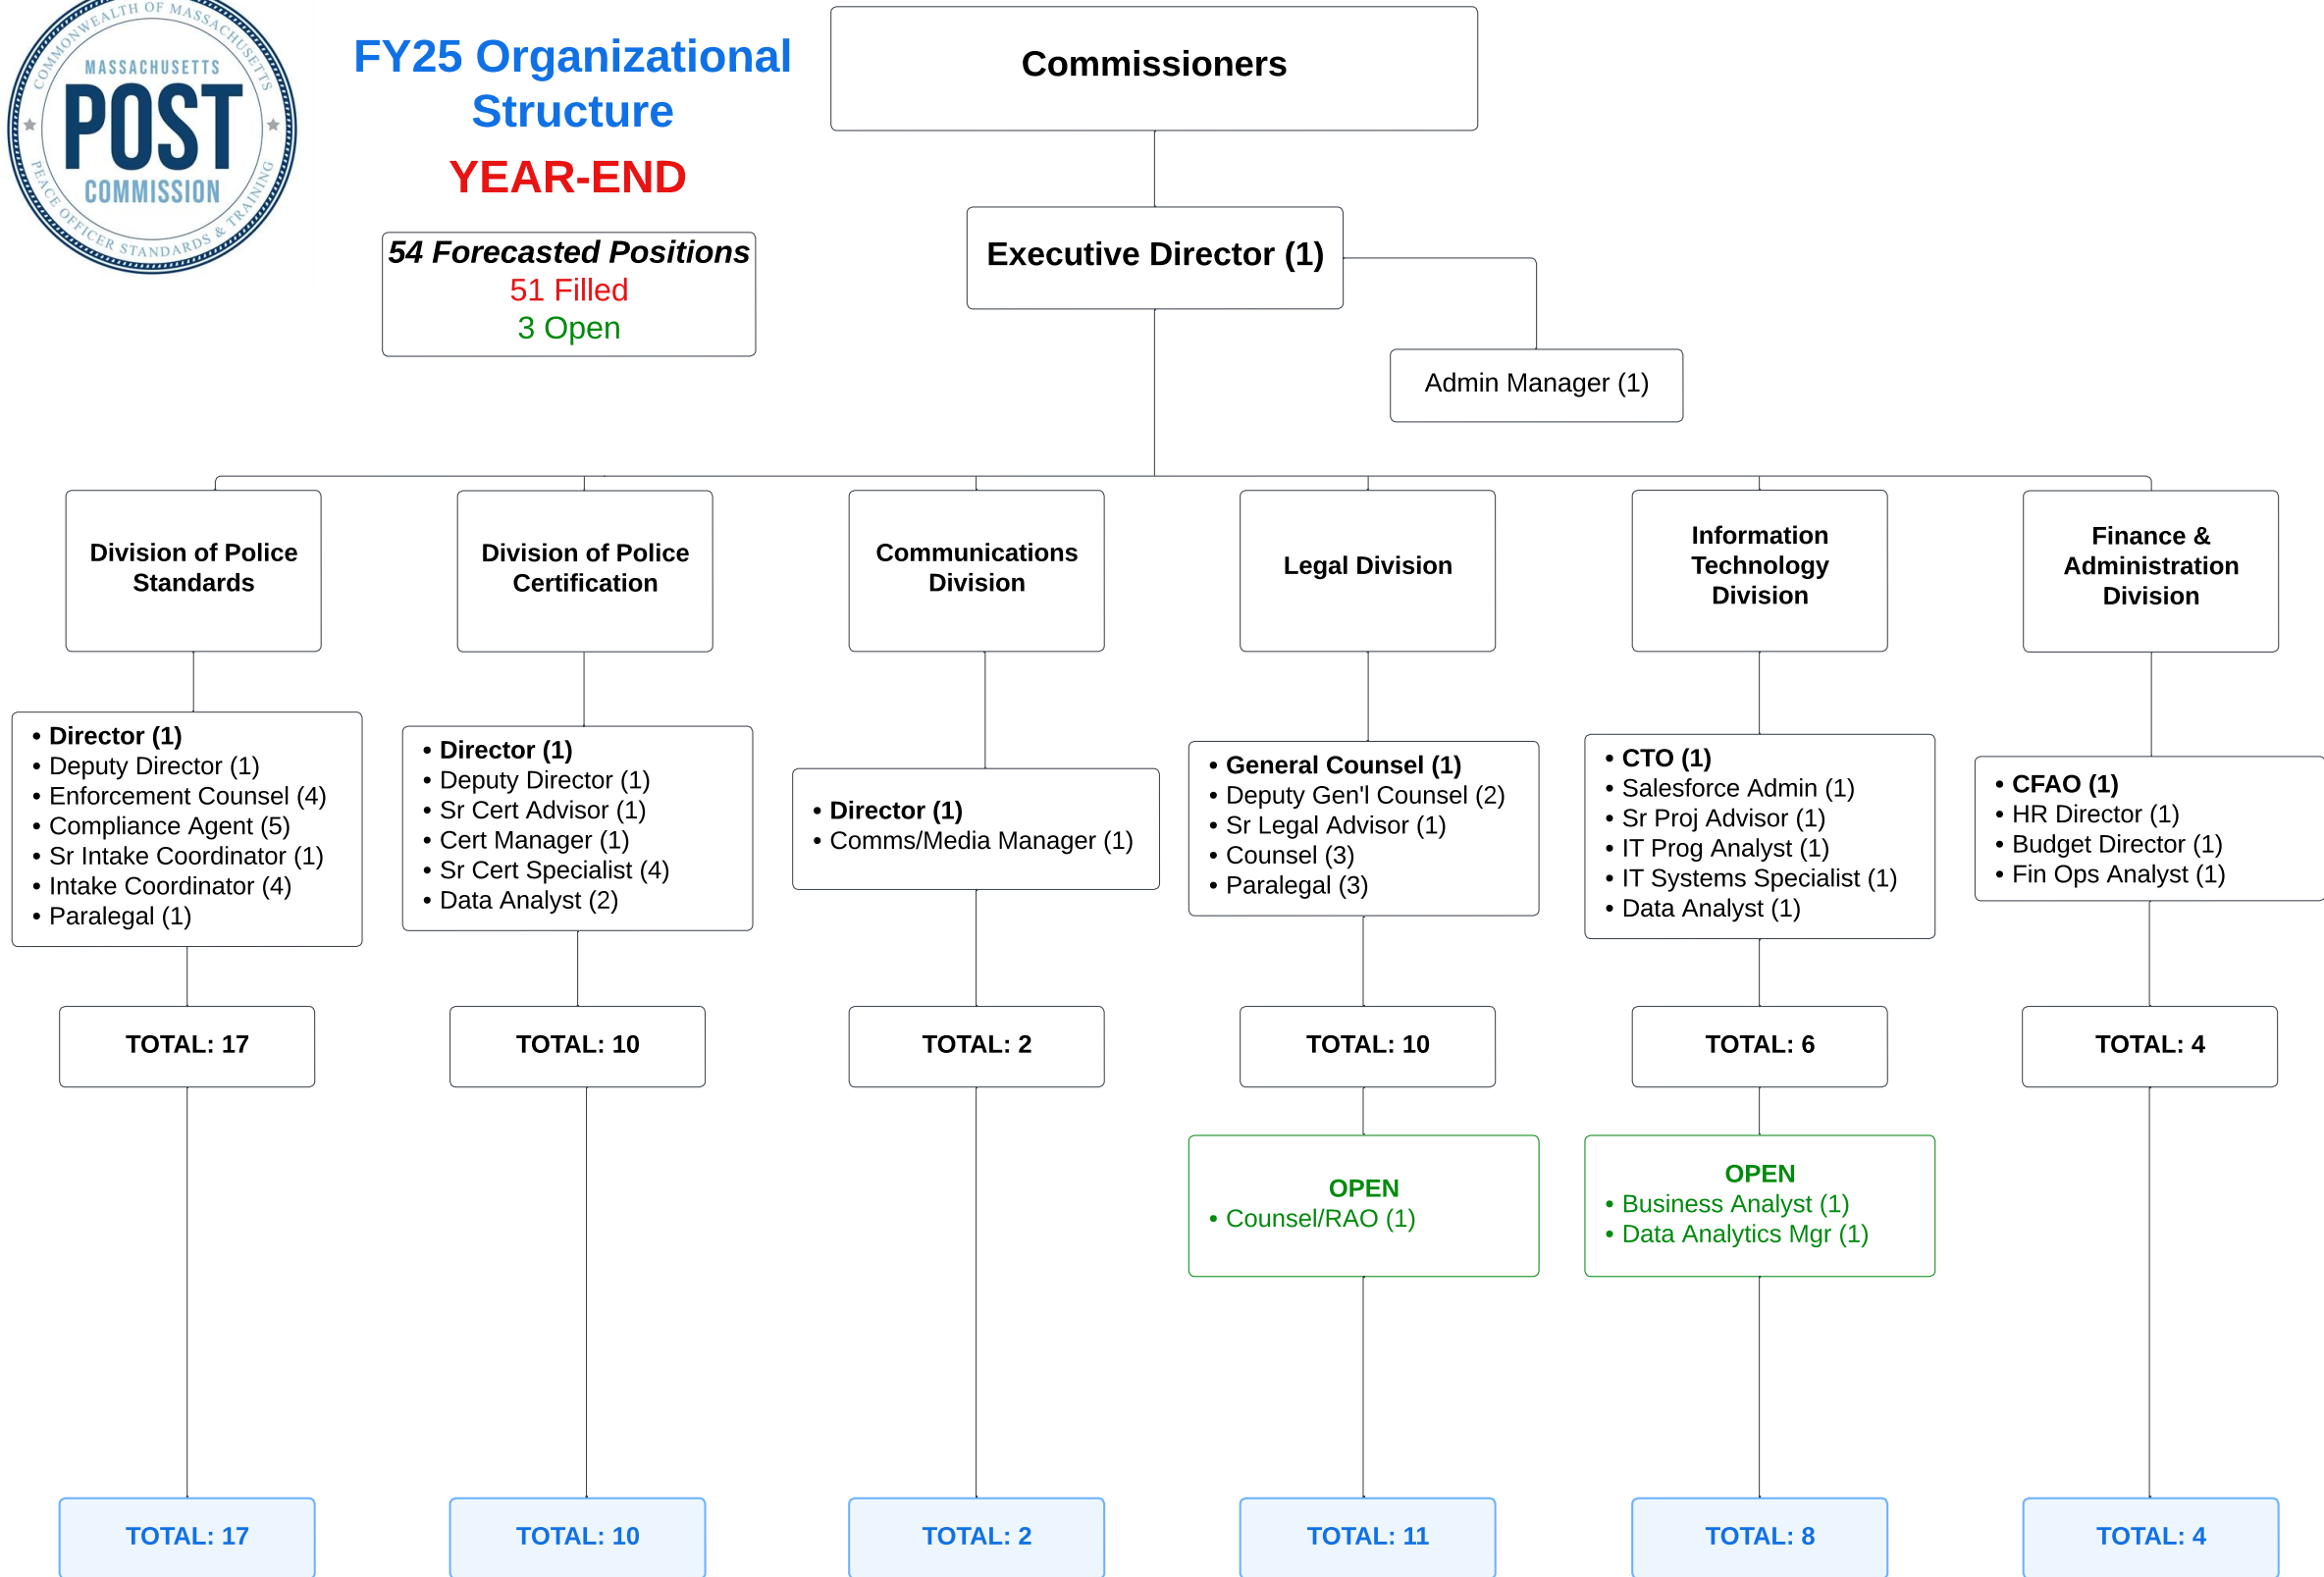 COMMONWEALTH OF MASSACHUSETTS
MASSACHUSETTS
POST
COMMISSION
PEACE OFFICER STANDARDS & TRAINING
FY25 Organizational
Structure
YEAR-END
54 Forecasted Positions
51 Filled
3 Open
Commissioners
Executive Director (1)
Admin Manager (1)
Division of Police
Standards
• Director (1)
• Deputy Director (1)
• Enforcement Counsel (4)
• Compliance Agent (5)
• Sr Intake Coordinator (1)
• Intake Coordinator (4)
• Paralegal (1)
TOTAL: 17
TOTAL: 17
Division of Police
Certification
• Director (1)
• Deputy Director (1)
• Sr Cert Advisor (1)
• Cert Manager (1)
• Sr Cert Specialist (4)
• Data Analyst (2)
TOTAL: 10
TOTAL: 10
Communications
Division
• Director (1)
• Comms/Media Manager (1)
TOTAL: 2
TOTAL: 2
Legal Division
• General Counsel (1)
• Deputy Gen'l Counsel (2)
• Sr Legal Advisor (1)
• Counsel (3)
• Paralegal (3)
TOTAL: 10
OPEN
• Counsel/RAO (1)
TOTAL: 11
Information
Technology
Division
• CTO (1)
• Salesforce Admin (1)
• Sr Proj Advisor (1)
• IT Prog Analyst (1)
• IT Systems Specialist (1)
• Data Analyst (1)
TOTAL: 6
OPEN
• Business Analyst (1)
• Data Analytics Mgr (1)
TOTAL: 8
Finance &
Administration
Division
• CFAO (1)
• HR Director (1)
• Budget Director (1)
• Fin Ops Analyst (1)
TOTAL: 4
TOTAL: 4